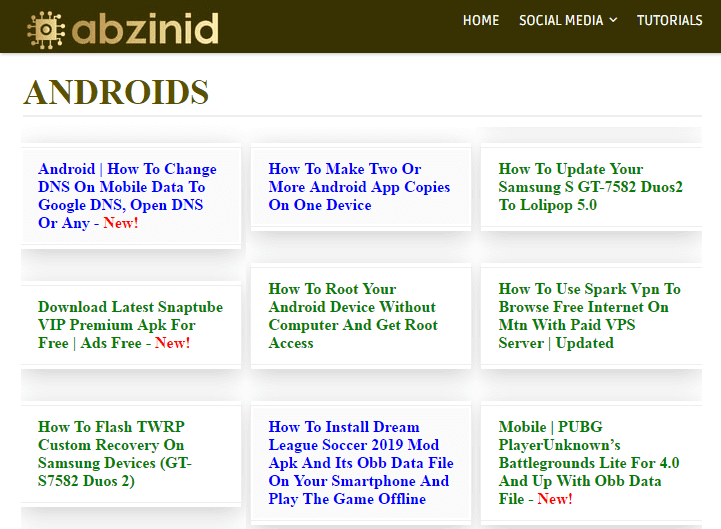 abzinid
HOME SOCIAL MEDIA TUTORIALS
ANDROIDS
Android | How To Change
DNS On Mobile Data To
Google DNS, Open DNS
Or Any - New!
How To Make Two Or
More Android App Copies
On One Device
How To Update Your
Samsung S GT-7582 Duos2
To Lolipop 5.0
Download Latest Snaptube
VIP Premium Apk For
Free | Ads Free - New!
How To Root Your
Android Device Without
Computer And Get Root
Access
How To Use Spark Vpn To
Browse Free Internet On
Mtn With Paid VPS
Server | Updated
How To Flash TWRP
Custom Recovery On
Samsung Devices (GT-
S7582 Duos 2)
How To Install Dream
League Soccer 2019 Mod
Apk And Its Obb Data File
On Your Smartphone And
Play The Game Offline
Mobile | PUBG
PlayerUnknown’s
Battlegrounds Lite For 4.0
And Up With Obb Data
File - New!